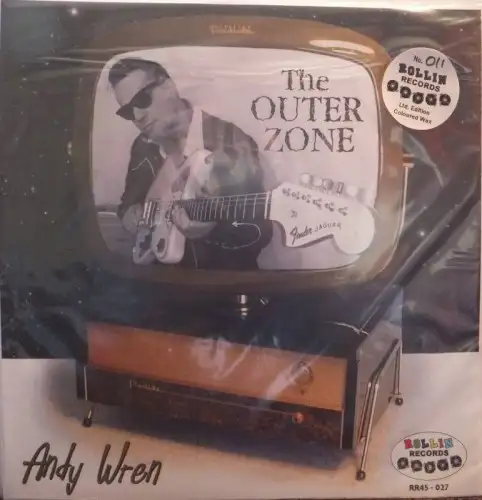 The
OUTER
ZONE
No. 011
ROLLIN
RECORDS
Ltd. Edition
Coloured Wax
Fender JAGUAR
Andy Wren
ROLLIN
RECORDS
RR45 - 027